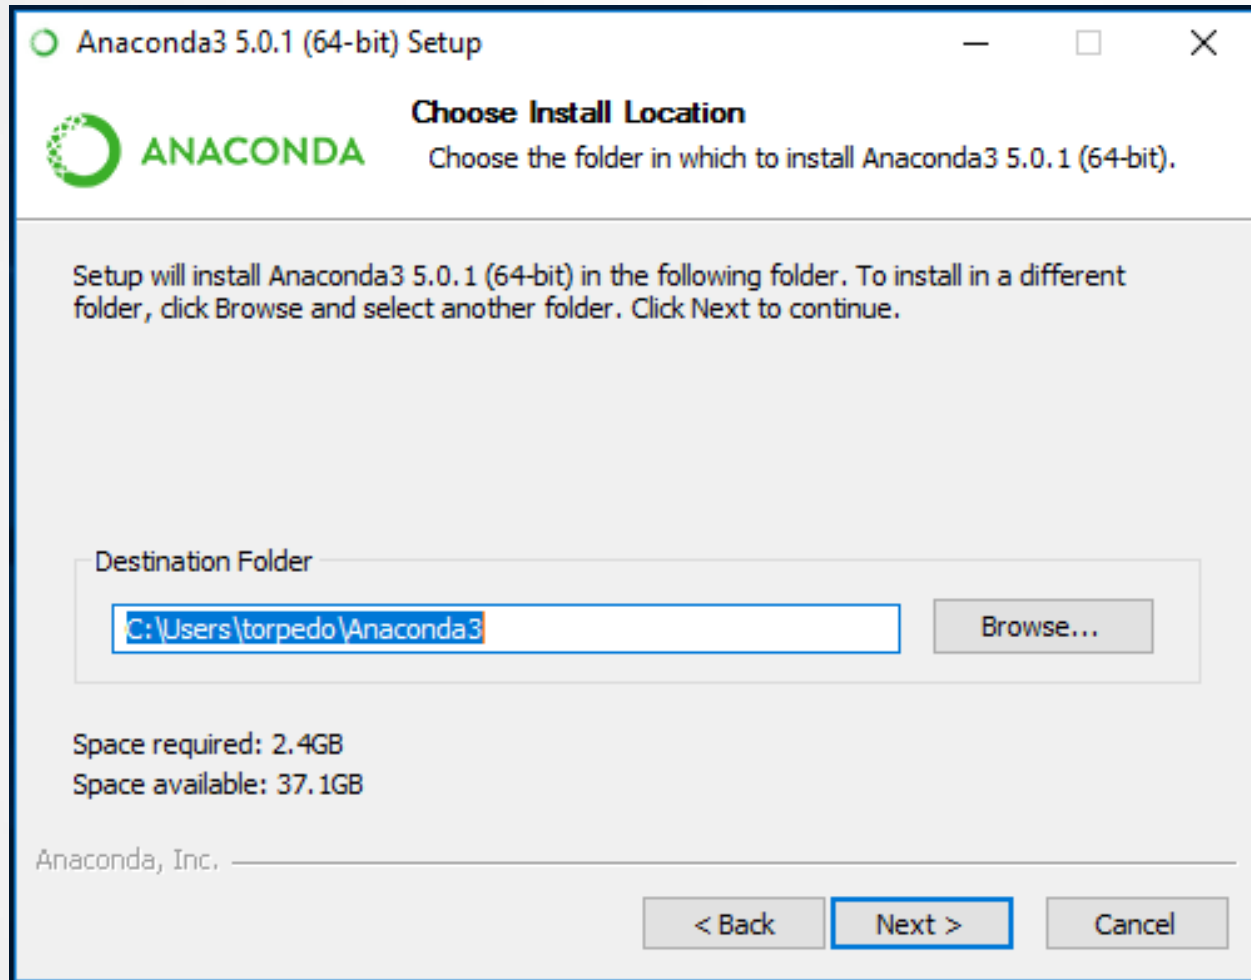 Anaconda3 5.0.1 (64-bit) Setup
ANACONDA
Choose Install Location
Choose the folder in which to install Anaconda3 5.0.1 (64-bit).
Setup will install Anaconda3 5.0.1 (64-bit) in the following folder. To install in a different
folder, click Browse and select another folder. Click Next to continue.
Destination Folder
C:\Users\torpedo\Anaconda3
Browse...
Space required: 2.4GB
Space available: 37.1GB
Anaconda, Inc.
< Back
Next >
Cancel